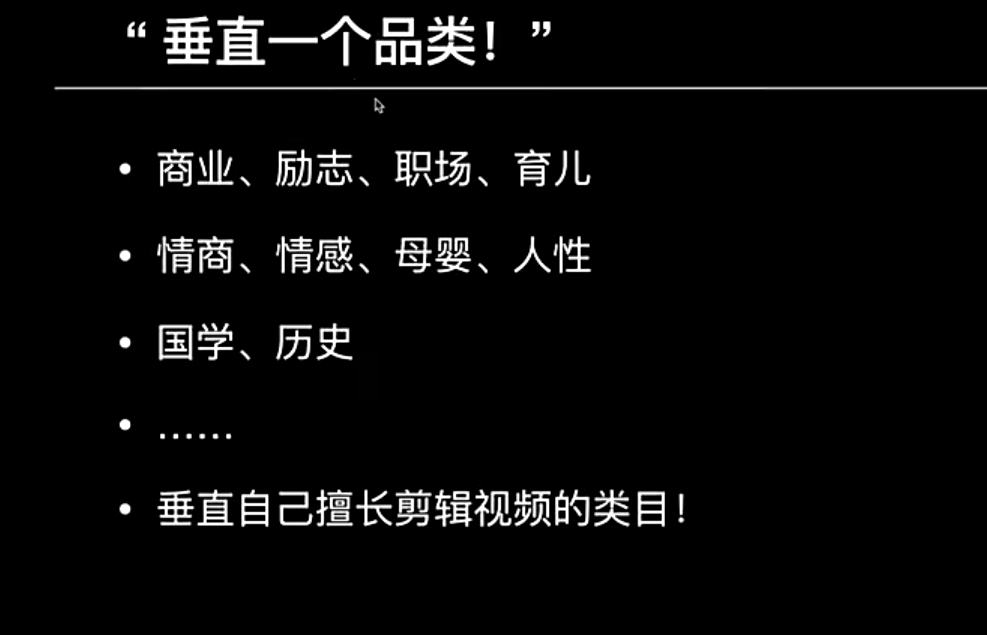 “ 垂直一个品类！”
• 商业、励志、职场、育儿
• 情商、情感、母婴、人性
• 国学、历史
• ……
• 垂直自己擅长剪辑视频的类目！